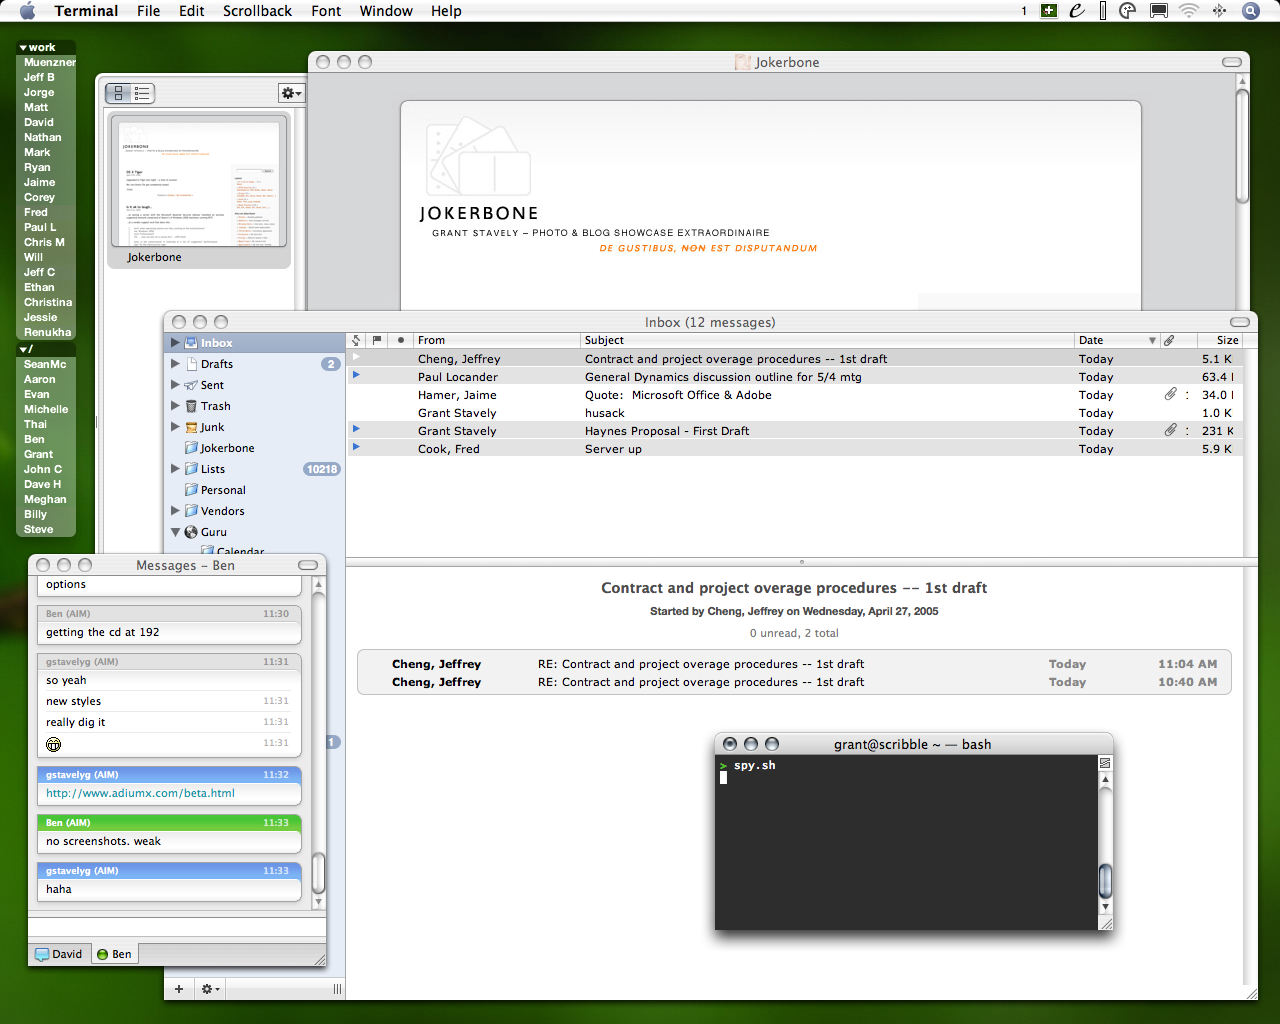 Terminal File Edit Scrollback Font Window Help
1
work
Muenzner
Jeff B
Jorge
Matt
David
Nathan
Mark
Ryan
Jaime
Corey
Fred
Paul L
Chris M
Will
Jeff C
Ethan
Christina
Jessie
Renukha
/
SeanMc
Aaron
Evan
Michelle
Thai
Ben
Grant
John C
Dave H
Meghan
Billy
Steve
Jokerbone
Jokerbone
JOKERBONE
GRANT STAVELY – PHOTO & BLOG SHOWCASE EXTRAORDINAIRE
DE GUSTIBUS, NON EST DISPUTANDUM
Inbox (12 messages)
Inbox
Drafts 2
Sent
Trash
Junk
Jokerbone
Lists 10218
Personal
Vendors
Guru
Calendar
1
From Subject Date Size
Cheng, Jeffrey Contract and project overage procedures -- 1st draft Today 5.1 K
Paul Locander General Dynamics discussion outline for 5/4 mtg Today 63.4
Hamer, Jaime Quote: Microsoft Office & Adobe Today 34.0
Grant Stavely husack Today 1.0 K
Grant Stavely Haynes Proposal - First Draft Today 231 K
Cook, Fred Server up Today 5.9 K
Contract and project overage procedures -- 1st draft
Started by Cheng, Jeffrey on Wednesday, April 27, 2005
0 unread, 2 total
Cheng, Jeffrey RE: Contract and project overage procedures -- 1st draft Today 11:04 AM
Cheng, Jeffrey RE: Contract and project overage procedures -- 1st draft Today 10:40 AM
Messages – Ben
options
Ben (AIM) 11:30
getting the cd at 192
gstavelyg (AIM) 11:31
so yeah
new styles 11:31
really dig it 11:31
11:31
gstavelyg (AIM) 11:32
http://www.adiumx.com/beta.html
Ben (AIM) 11:33
no screenshots. weak
gstavelyg (AIM) 11:33
haha
David Ben
grant@scribble ~ — bash
> spy.sh